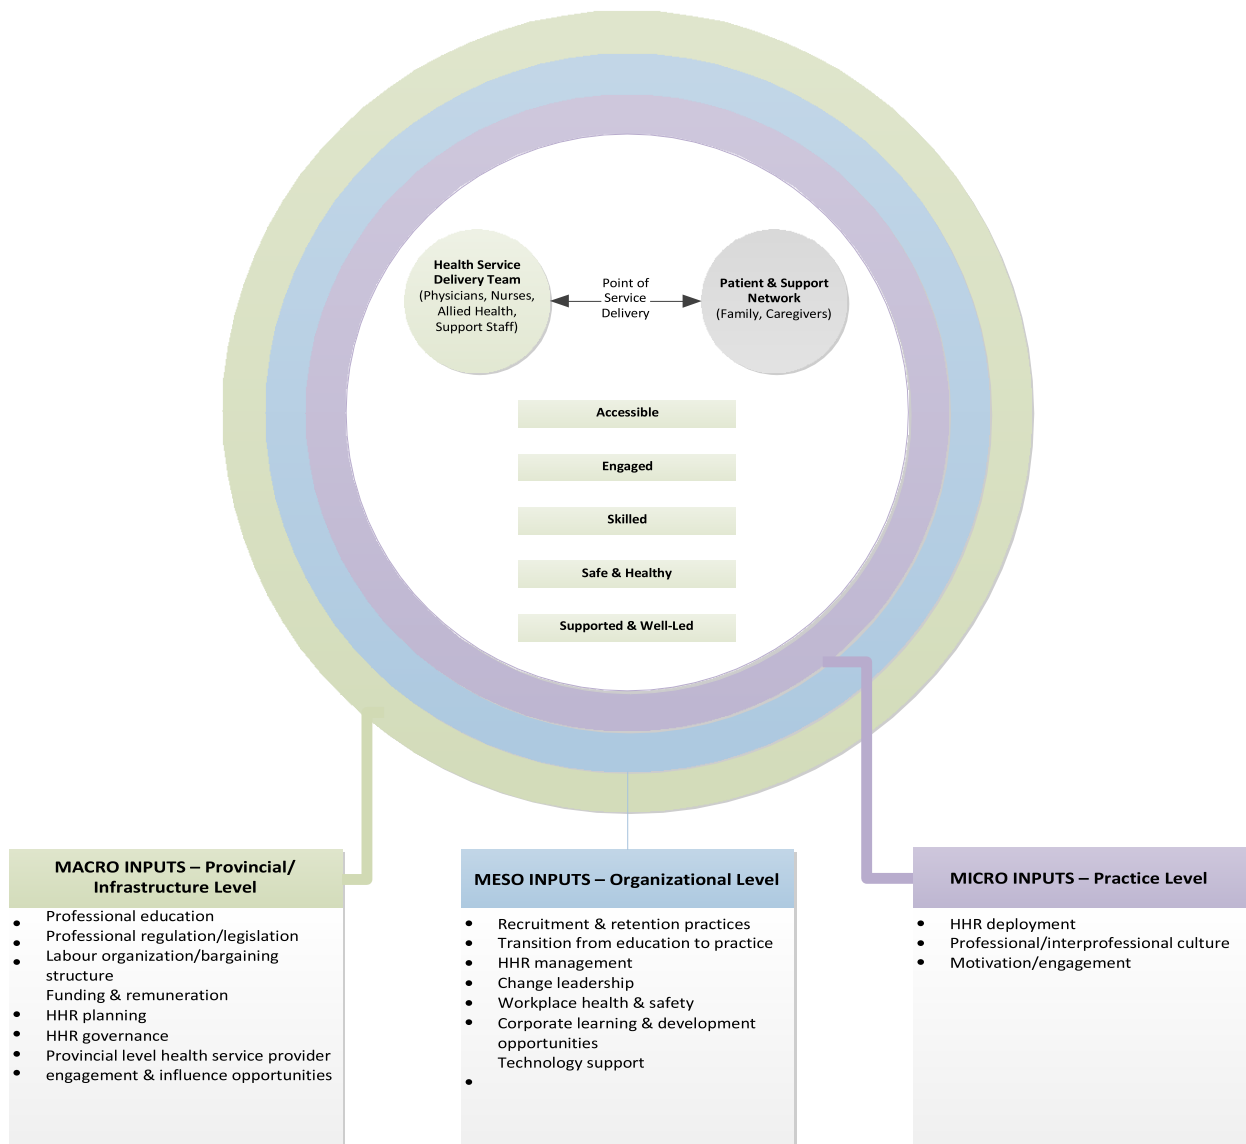 Health Service
Delivery Team
(Physicians, Nurses,
Allied Health,
Support Staff)
Point of
Service
Delivery
Patient & Support
Network
(Family, Caregivers)
Accessible
Engaged
Skilled
Safe & Healthy
Supported & Well-Led
MACRO INPUTS – Provincial/
Infrastructure Level
• Professional education
• Professional regulation/legislation
• Labour organization/bargaining
structure
Funding & remuneration
• HHR planning
• HHR governance
• Provincial level health service provider
• engagement & influence opportunities
MESO INPUTS – Organizational Level
• Recruitment & retention practices
• Transition from education to practice
• HHR management
• Change leadership
• Workplace health & safety
• Corporate learning & development
opportunities
Technology support
•
MICRO INPUTS – Practice Level
• HHR deployment
• Professional/interprofessional culture
• Motivation/engagement